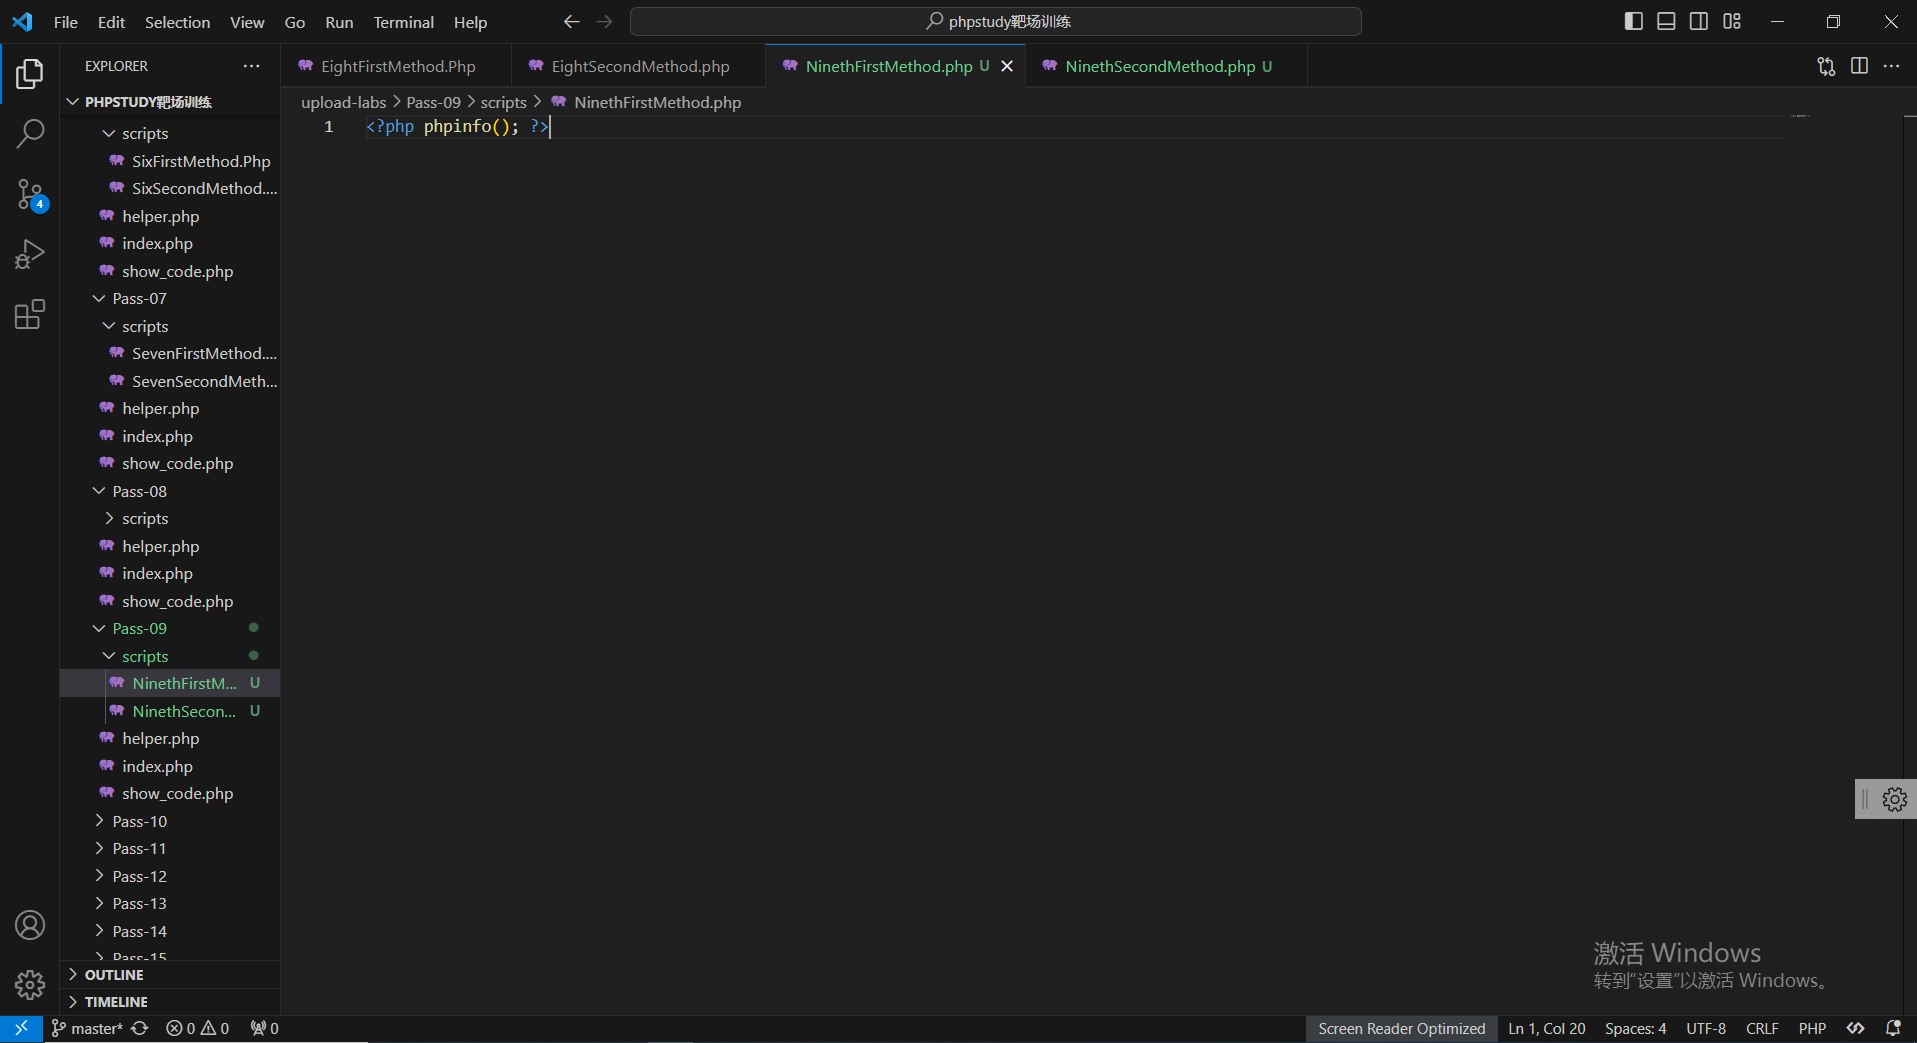 File Edit Selection View Go Run Terminal Help
phpstudy靶场训练
EXPLORER
PHPSTUDY靶场训练
scripts
SixFirstMethod.Php
SixSecondMethod....
helper.php
index.php
show_code.php
Pass-07
scripts
SevenFirstMethod....
SevenSecondMeth...
helper.php
index.php
show_code.php
Pass-08
scripts
helper.php
index.php
show_code.php
Pass-09
scripts
NinethFirstM... U
NinethSecon... U
helper.php
index.php
show_code.php
Pass-10
Pass-11
Pass-12
Pass-13
Pass-14
Pass-15
OUTLINE
TIMELINE
EightFirstMethod.Php
EightSecondMethod.php
NinethFirstMethod.php U
NinethSecondMethod.php U
upload-labs > Pass-09 > scripts > NinethFirstMethod.php
1 <?php phpinfo(); ?>
4
激活 Windows
转到"设置"以激活 Windows。
master* 0 0 0
Screen Reader Optimized Ln 1, Col 20 Spaces: 4 UTF-8 CRLF PHP